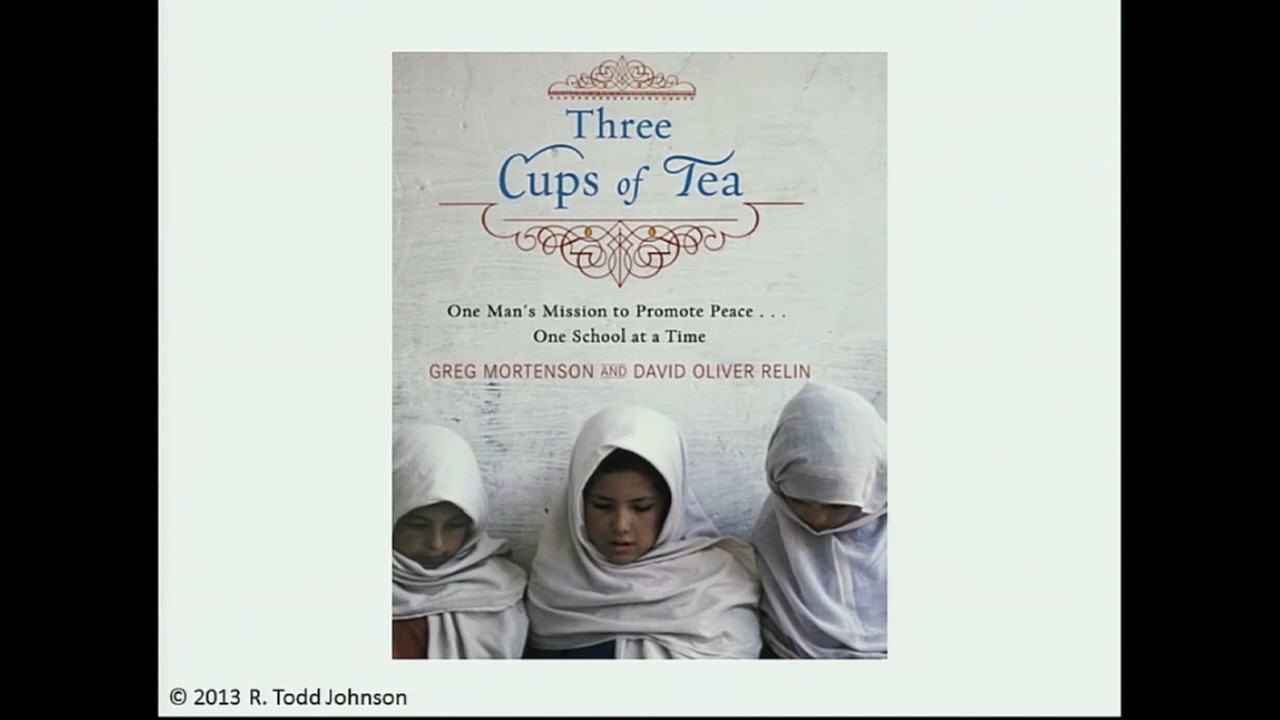 Three
Cups of Tea
One Man's Mission to Promote Peace . . .
One School at a Time
GREG MORTENSON AND DAVID OLIVER RELIN
© 2013 R. Todd Johnson